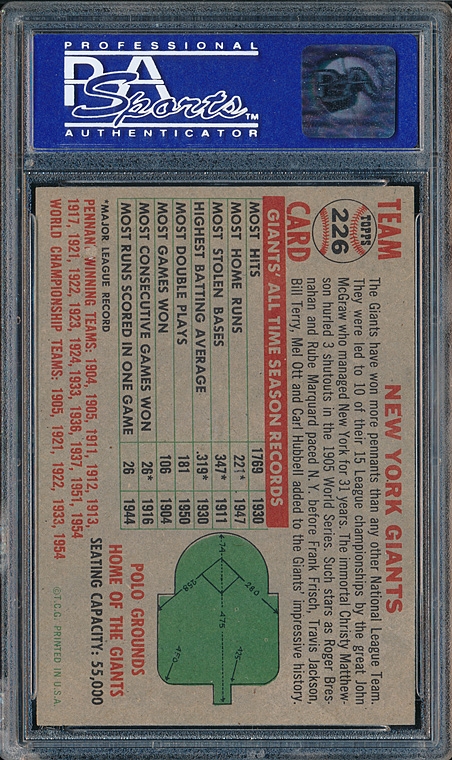 PROFESSIONAL
PSA
Sports™
AUTHENTICATOR
PSA
TEAM
TOPPS
226
CARD
NEW YORK GIANTS
The Giants have won more pennants than any other National League Team.
They were led to 10 of their 15 League championships by the great John
McGraw who managed New York for 31 years. The immortal Christy Matthew-
son hurled 3 shutouts in the 1905 World Series. Such stars as Roger Bres-
nahan and Rube Marquard paced N.Y. before Frank Frisch, Travis Jackson,
Bill Terry, Mel Ott and Carl Hubbell added to the Giants' impressive history.
GIANTS' ALL TIME SEASON RECORDS
MOST HITS 1769 1930
MOST HOME RUNS 221* 1947
MOST STOLEN BASES 347* 1911
HIGHEST BATTING AVERAGE .319* 1930
MOST DOUBLE PLAYS 181 1950
MOST GAMES WON 106 1904
MOST CONSECUTIVE GAMES WON 26* 1916
MOST RUNS SCORED IN ONE GAME 26 1944
*MAJOR LEAGUE RECORD
PENNANT WINNING TEAMS: 1904, 1905, 1911, 1912, 1913,
1917, 1921, 1922, 1923, 1924, 1933, 1936, 1937, 1951, 1954
WORLD CHAMPIONSHIP TEAMS: 1905, 1921, 1922, 1933, 1954
74
280
258
475
455
450
POLO GROUNDS
HOME OF THE GIANTS
SEATING CAPACITY: 55,000
©T.C.G. PRINTED IN U.S.A.